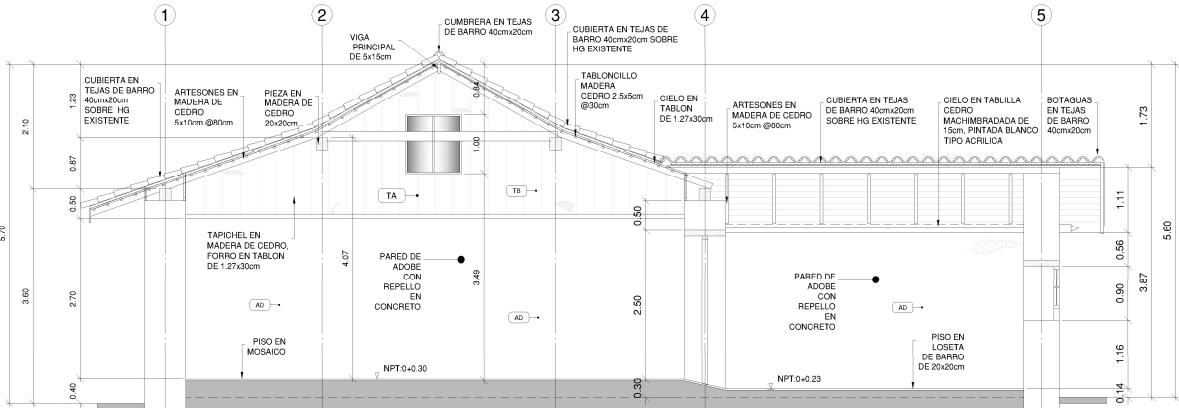 1
2
3
4
5
CUMBRERA EN TEJAS
DE BARRO 40cmx20cm
VIGA
PRINCIPAL
DE 5x15cm
CUBIERTA EN TEJAS DE
BARRO 40cmx20cm SOBRE
HG EXISTENTE
CUBIERTA EN
TEJAS DE BARRO
40cmx20cm
SOBRE HG
EXISTENTE
ARTESONES EN
MADERA DE
CEDRO
5x10cm @80cm
PIEZA EN
MADERA DE
CEDRO
20x20cm
TABLONCILLO
MADERA
CEDRO 2.5x5cm
@30cm
CIELO EN
TABLON
DE 1.27x30cm
ARTESONES EN
MADERA DE CEDRO
5x10cm @80cm
CUBIERTA EN TEJAS
DE BARRO 40cmx20cm
SOBRE HG EXISTENTE
CIELO EN TABLILLA
CEDRO
MACHIMBRADADA DE
15cm, PINTADA BLANCO
TIPO ACRILICA
BOTAGUAS
EN TEJAS
DE BARRO
40cmx20cm
5.70
2.10
3.60
1.23
0.87
0.50
2.70
0.40
0.84
1.00
3.49
4.07
TA
TB
TAPICHEL EN
MADERA DE CEDRO,
FORRO EN TABLON
DE 1.27x30cm
PARED DE
ADOBE
CON
REPELLO
EN
CONCRETO
AD
AD
PISO EN
MOSAICO
NPT:0+0.30
0.50
2.50
0.30
PARED DE
ADOBE
CON
REPELLO
EN
CONCRETO
AD
PISO EN
LOSETA
DE BARRO
DE 20x20cm
NPT:0+0.23
1.11
0.56
0.90
1.16
0.14
1.73
3.87
5.60